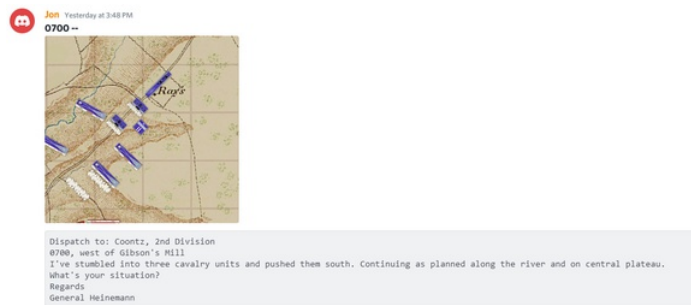 Jon Yesterday at 3:48 PM
0700 --
Ray's
Dispatch to: Coontz, 2nd Division
0700, west of Gibson's Mill
I've stumbled into three cavalry units and pushed them south. Continuing as planned along the river and on central plateau.
What's your situation?
Regards
General Heinemann